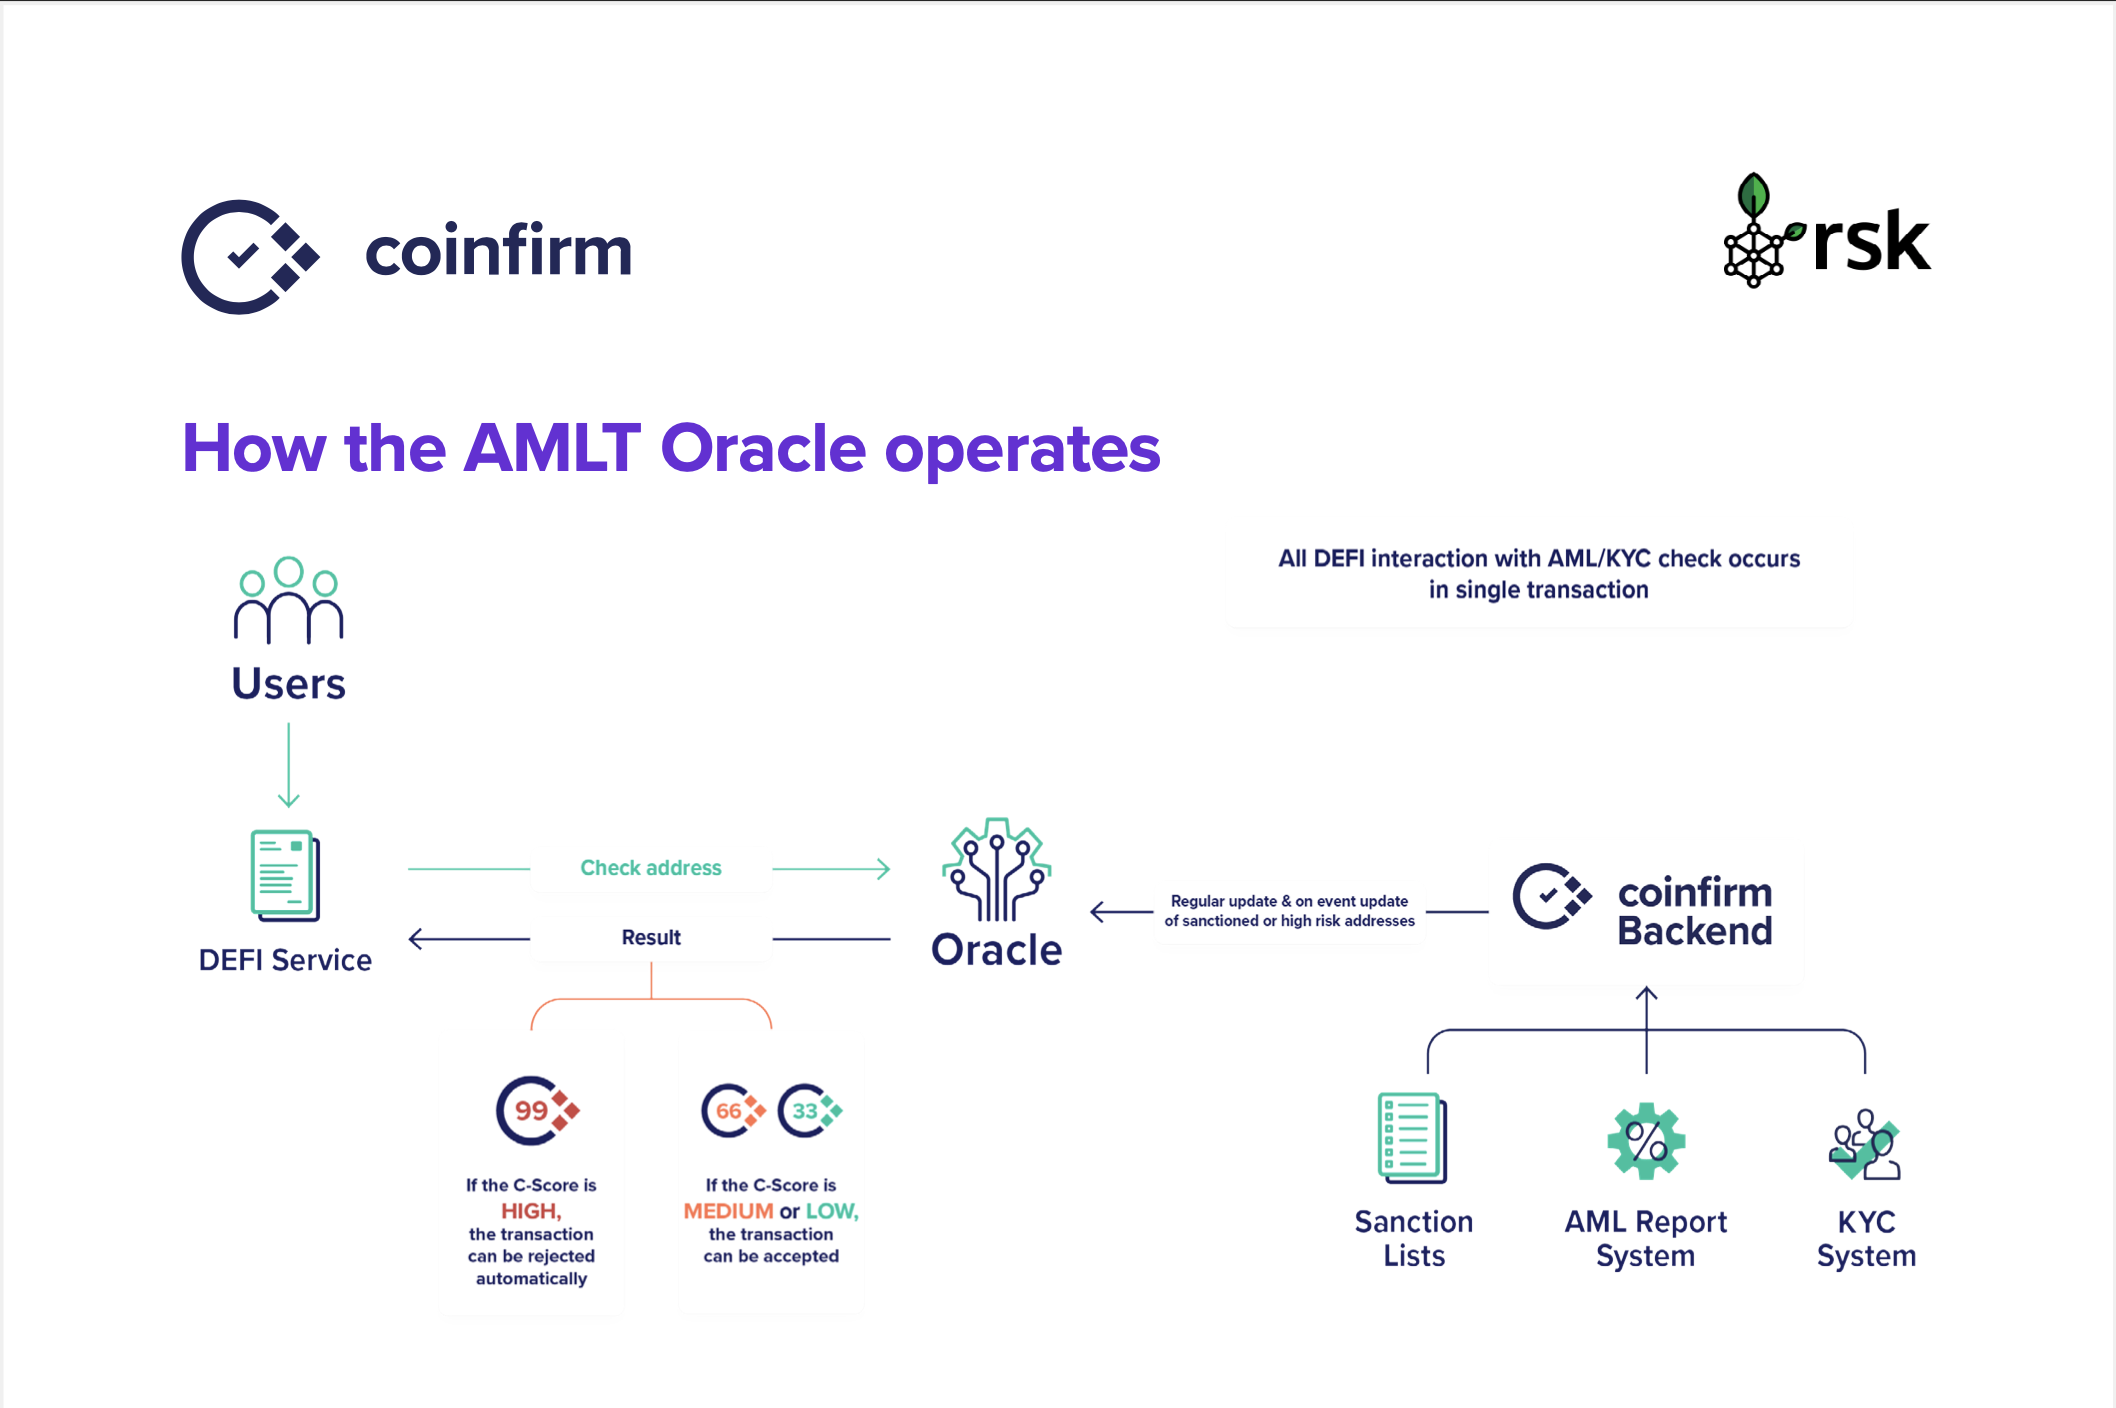 coinfirm
rsk
How the AMLT Oracle operates
All DEFI interaction with AML/KYC check occurs
in single transaction
Users
Check address
Result
DEFI Service
Oracle
Regular update & on event update
of sanctioned or high risk addresses
coinfirm
Backend
99
If the C-Score is
HIGH,
the transaction
can be rejected
automatically
66
33
If the C-Score is
MEDIUM or LOW,
the transaction
can be accepted
Sanction
Lists
%
AML Report
System
KYC
System